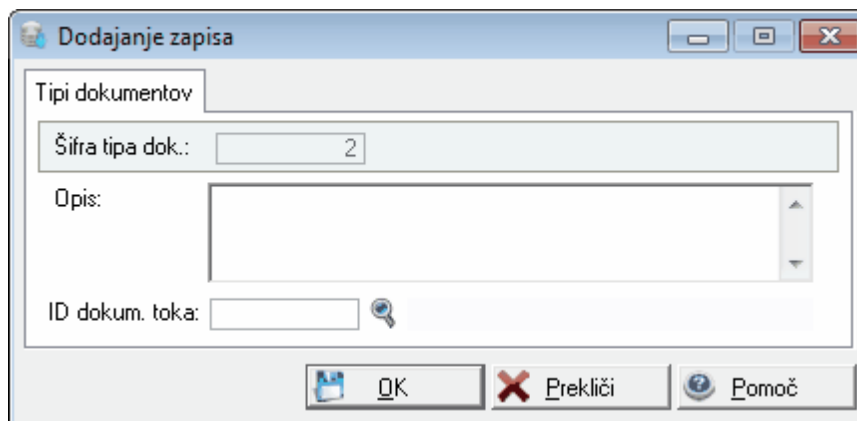 Dodajanje zapisa
Tipi dokumentov
Šifra tipa dok.: 2
Opis:
ID dokum. toka:
OK Prekliči Pomoč